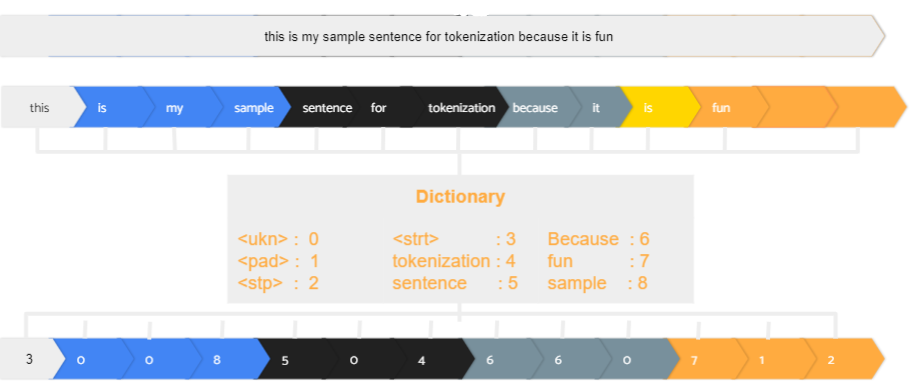 this is my sample sentence for tokenization because it is fun
this is my sample sentence for tokenization because it is fun
Dictionary
<ukn> : 0 <strt> : 3 Because : 6
<pad> : 1 tokenization : 4 fun : 7
<stp> : 2 sentence : 5 sample : 8
3 0 0 8 5 0 4 6 6 0 7 1 2